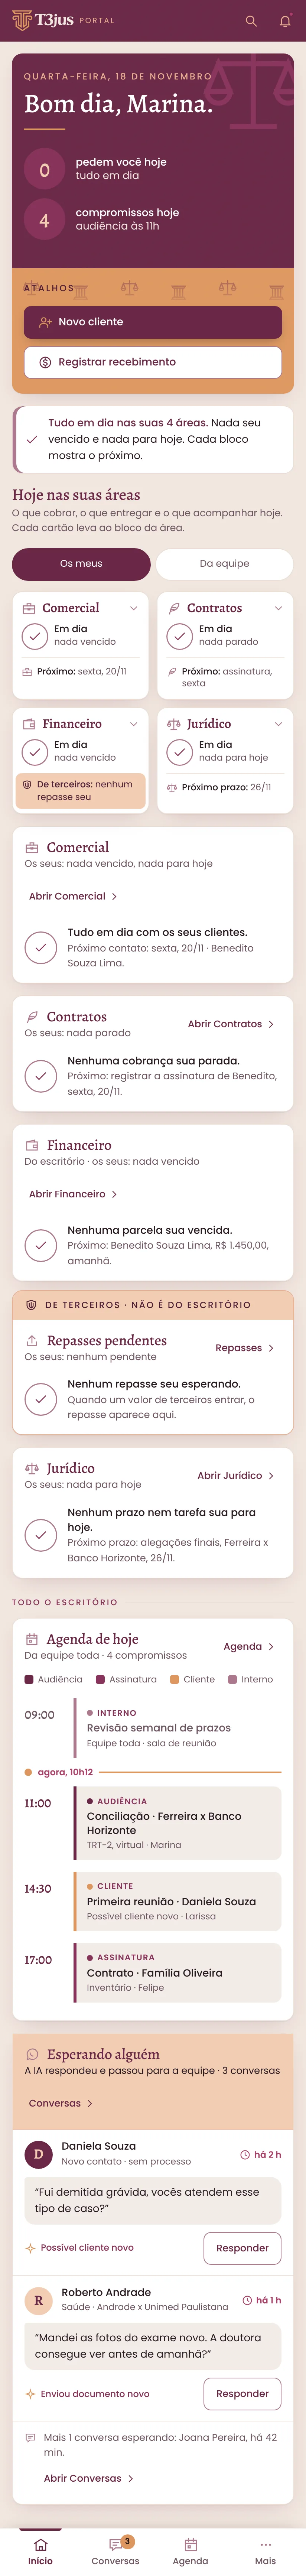 T3jus PORTAL
QUARTA-FEIRA, 18 DE NOVEMBRO
Bom dia, Marina.
0
pedem você hoje
tudo em dia
4
compromissos hoje
audiência às 11h
ATALHOS
Novo cliente
Registrar recebimento
Tudo em dia nas suas 4 áreas. Nada seu
vencido e nada para hoje. Cada bloco
mostra o próximo.
Hoje nas suas áreas
O que cobrar, o que entregar e o que acompanhar hoje.
Cada cartão leva ao bloco da área.
Os meus
Da equipe
Comercial
Em dia
nada vencido
Próximo: sexta, 20/11
Contratos
Em dia
nada parado
Próximo: assinatura,
sexta
Financeiro
Em dia
nada vencido
De terceiros: nenhum
repasse seu
Jurídico
Em dia
nada para hoje
Próximo prazo: 26/11
Comercial
Os seus: nada vencido, nada para hoje
Abrir Comercial
Tudo em dia com os seus clientes.
Próximo contato: sexta, 20/11 · Benedito
Souza Lima.
Contratos
Os seus: nada parado
Abrir Contratos
Nenhuma cobrança sua parada.
Próximo: registrar a assinatura de Benedito,
sexta, 20/11.
Financeiro
Do escritório · os seus: nada vencido
Abrir Financeiro
Nenhuma parcela sua vencida.
Próximo: Benedito Souza Lima, R$ 1.450,00,
amanhã.
DE TERCEIROS · NÃO É DO ESCRITÓRIO
Repasses pendentes
Os seus: nenhum pendente
Repasses
Nenhum repasse seu esperando.
Quando um valor de terceiros entrar, o
repasse aparece aqui.
Jurídico
Os seus: nada para hoje
Abrir Jurídico
Nenhum prazo nem tarefa sua para
hoje.
Próximo prazo: alegações finais, Ferreira x
Banco Horizonte, 26/11.
TODO O ESCRITÓRIO
Agenda de hoje
Da equipe toda · 4 compromissos
Agenda
Audiência
Assinatura
Cliente
Interno
09:00
INTERNO
Revisão semanal de prazos
Equipe toda · sala de reunião
agora, 10h12
11:00
AUDIÊNCIA
Conciliação · Ferreira x Banco
Horizonte
TRT-2, virtual · Marina
14:30
CLIENTE
Primeira reunião · Daniela Souza
Possível cliente novo · Larissa
17:00
ASSINATURA
Contrato · Família Oliveira
Inventário · Felipe
Esperando alguém
A IA respondeu e passou para a equipe · 3 conversas
Conversas
D
Daniela Souza
Novo contato · sem processo
há 2 h
“Fui demitida grávida, vocês atendem esse
tipo de caso?”
Possível cliente novo
Responder
R
Roberto Andrade
Saúde · Andrade x Unimed Paulistana
há 1 h
“Mandei as fotos do exame novo. A doutora
consegue ver antes de amanhã?”
Enviou documento novo
Responder
Mais 1 conversa esperando: Joana Pereira, há 42
min.
Abrir Conversas
3
Início
Conversas
Agenda
Mais